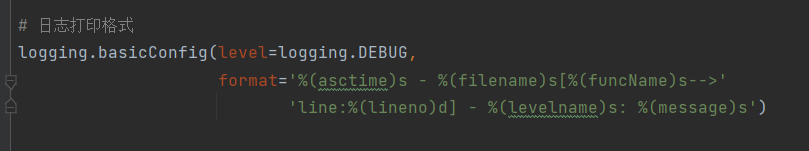 # 日志打印格式
logging.basicConfig(level=logging.DEBUG,
format='%(asctime)s - %(filename)s[%(funcName)s-->'
'line:%(lineno)d] - %(levelname)s: %(message)s')